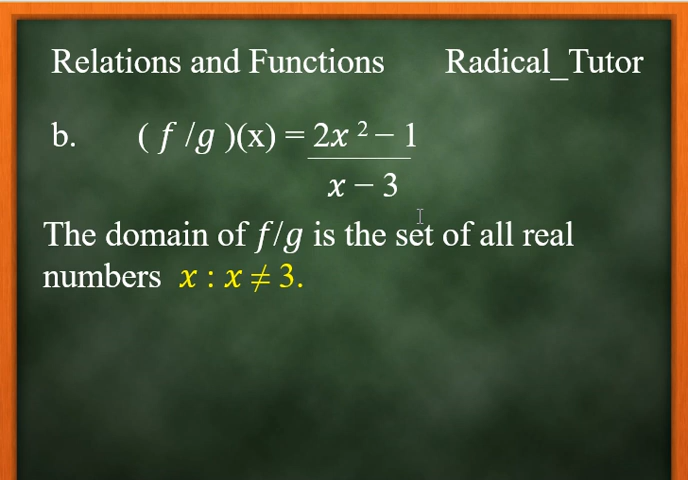 Relations and Functions Radical_Tutor
b. ( f /g )(x) = 2x ² – 1
x – 3
The domain of f/g is the set of all real
numbers x : x ≠ 3.